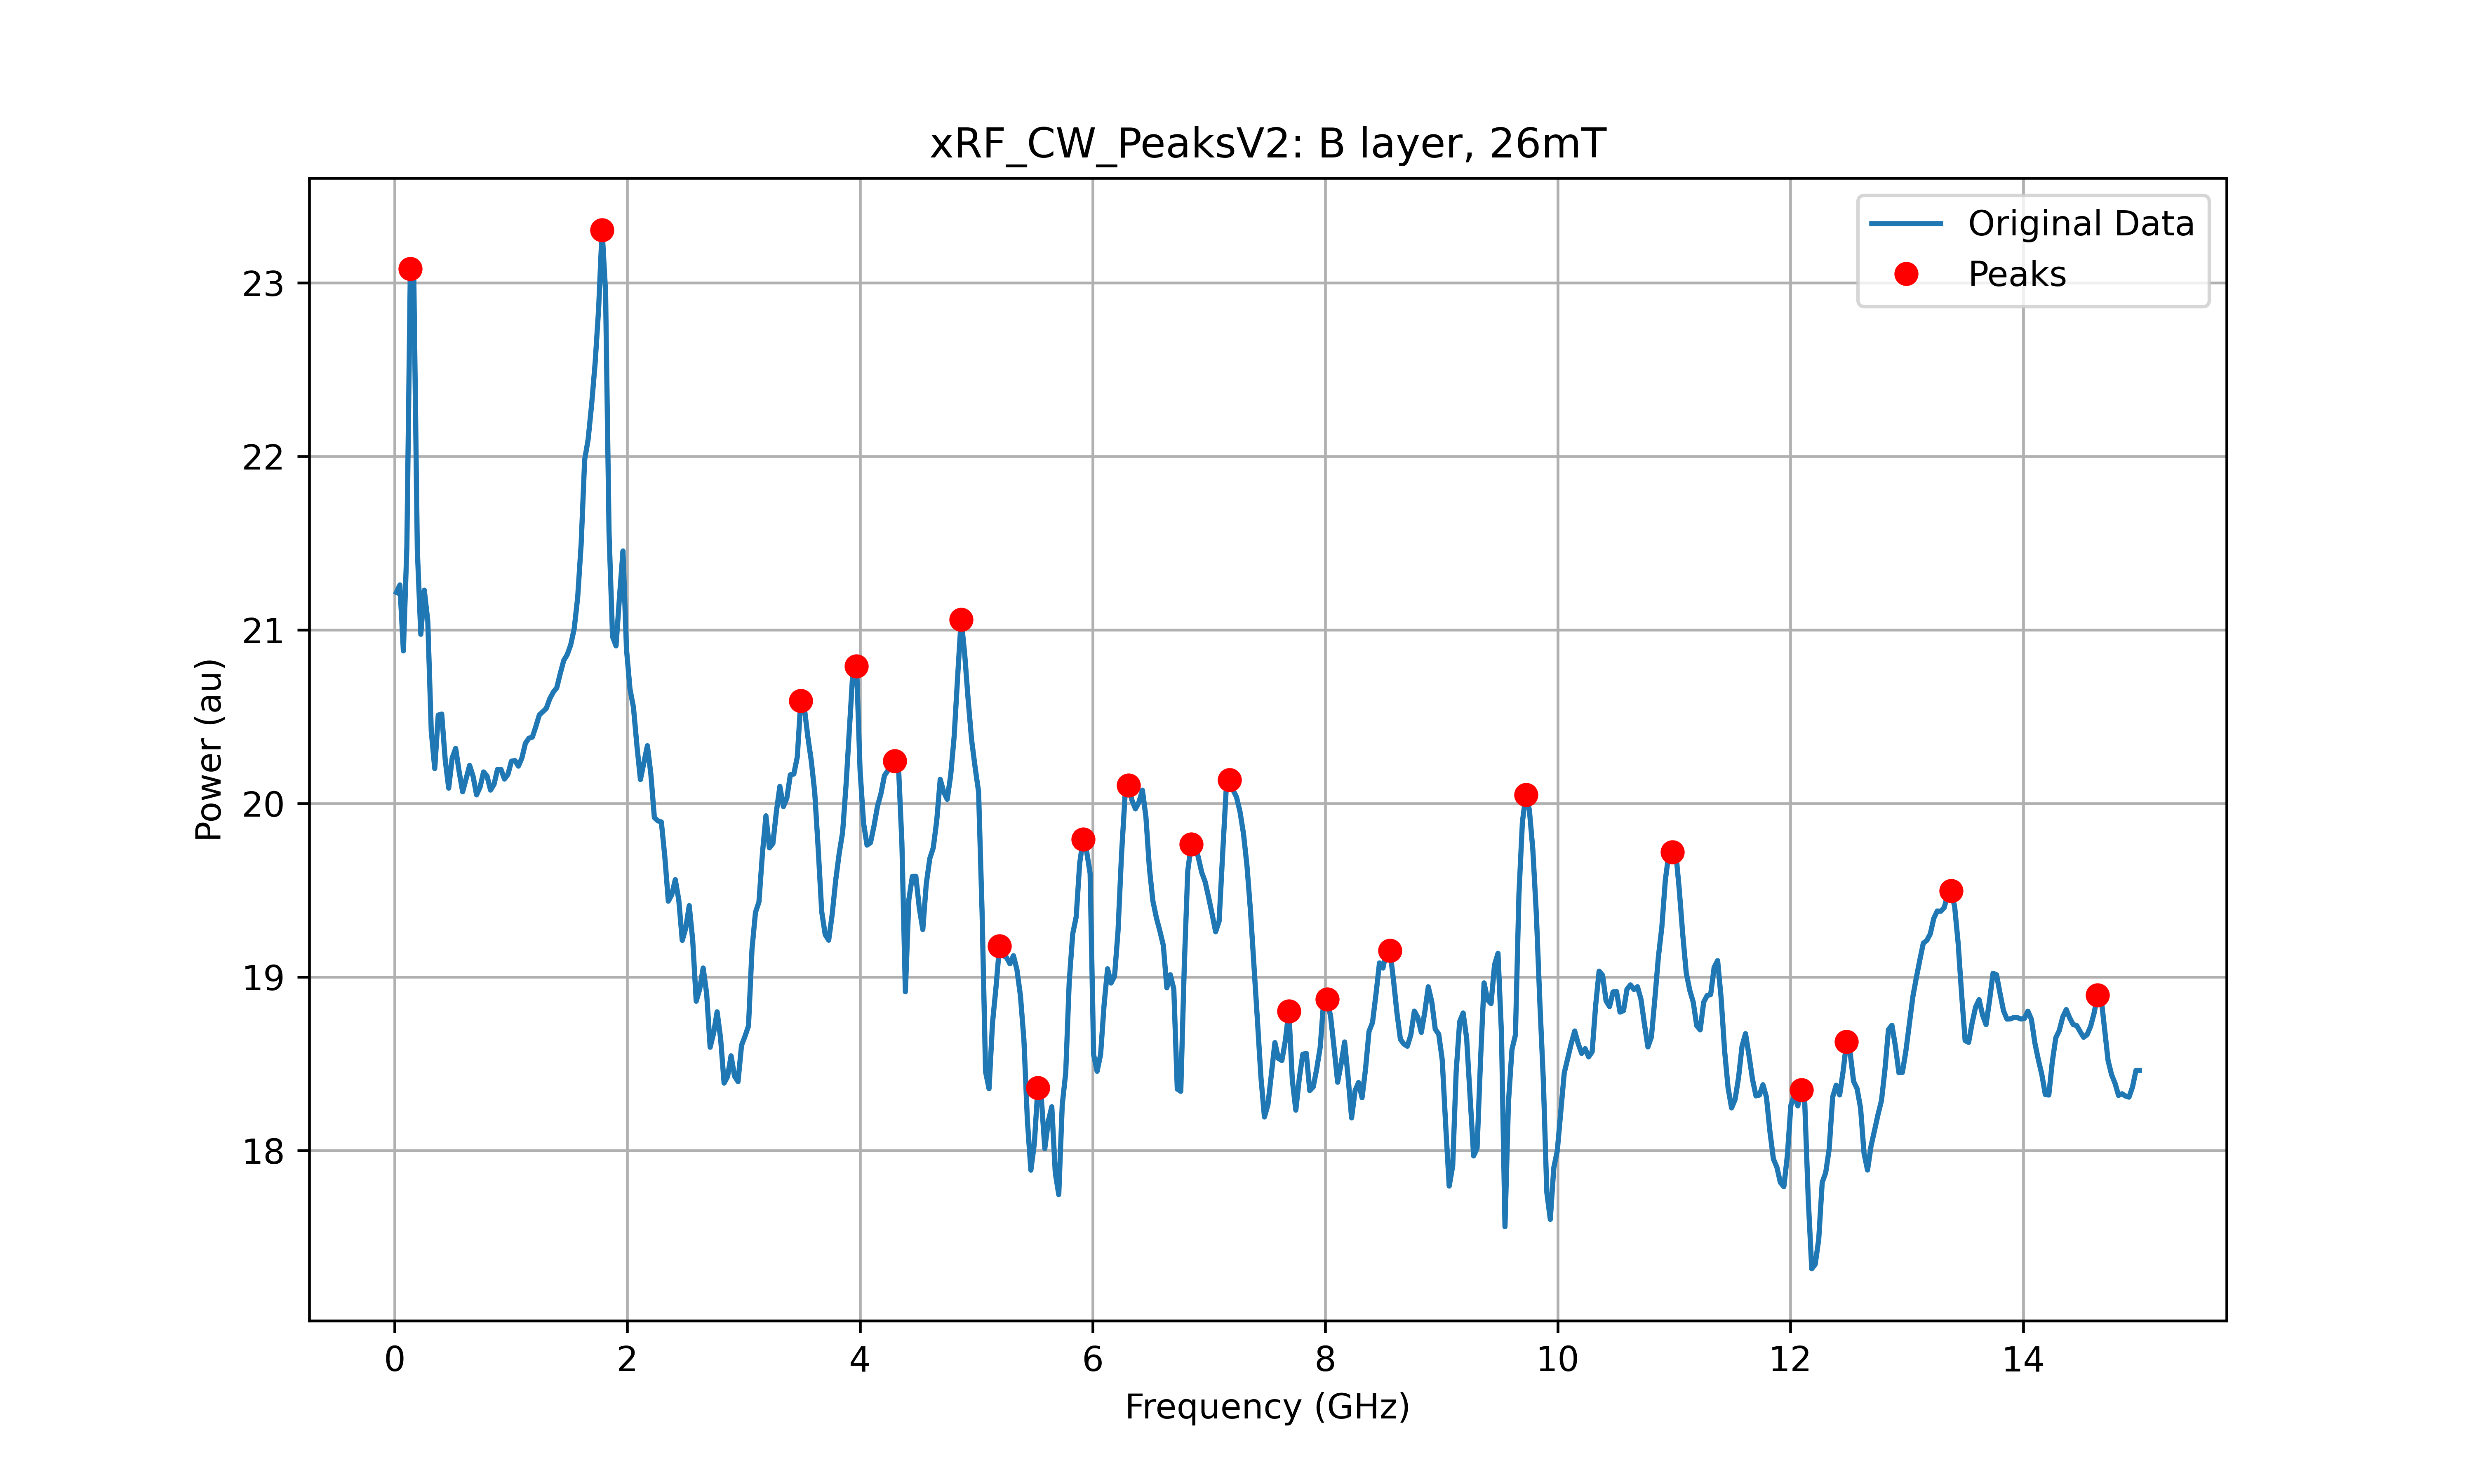 xRF_CW_PeaksV2: B layer, 26mT
Original Data
Peaks
23
22
21
20
19
18
Power (au)
0 2 4 6 8 10 12 14
Frequency (GHz)